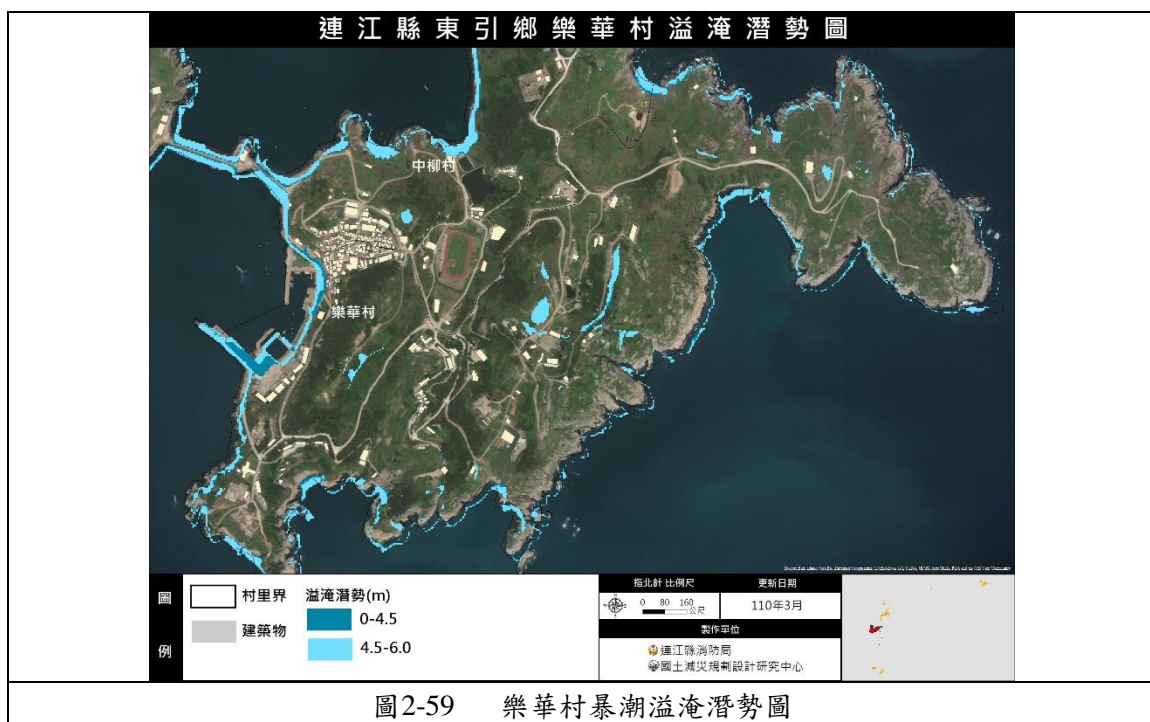 連江縣東引鄉樂華村溢淹潛勢圖
中柳村
樂華村
圖例
村里界
建築物
溢淹潛勢(m)
0-4.5
4.5-6.0
指北針 比例尺
0 80 160
公尺
更新日期
110年3月
製作單位
連江縣消防局
國土減災規劃設計研究中心
圖2-59 樂華村暴潮溢淹潛勢圖